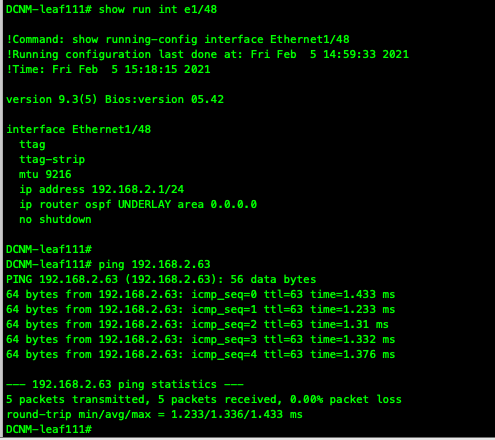 DCNM-leaf111# show run int e1/48
!Command: show running-config interface Ethernet1/48
!Running configuration last done at: Fri Feb  5 14:59:33 2021
!Time: Fri Feb  5 15:18:15 2021
version 9.3(5) Bios:version 05.42
interface Ethernet1/48
  ttag
  ttag-strip
  mtu 9216
  ip address 192.168.2.1/24
  ip router ospf UNDERLAY area 0.0.0.0
  no shutdown
DCNM-leaf111#
DCNM-leaf111# ping 192.168.2.63
PING 192.168.2.63 (192.168.2.63): 56 data bytes
64 bytes from 192.168.2.63: icmp_seq=0 ttl=63 time=1.433 ms
64 bytes from 192.168.2.63: icmp_seq=1 ttl=63 time=1.233 ms
64 bytes from 192.168.2.63: icmp_seq=2 ttl=63 time=1.31 ms
64 bytes from 192.168.2.63: icmp_seq=3 ttl=63 time=1.332 ms
64 bytes from 192.168.2.63: icmp_seq=4 ttl=63 time=1.376 ms
--- 192.168.2.63 ping statistics ---
5 packets transmitted, 5 packets received, 0.00% packet loss
round-trip min/avg/max = 1.233/1.336/1.433 ms
DCNM-leaf111#